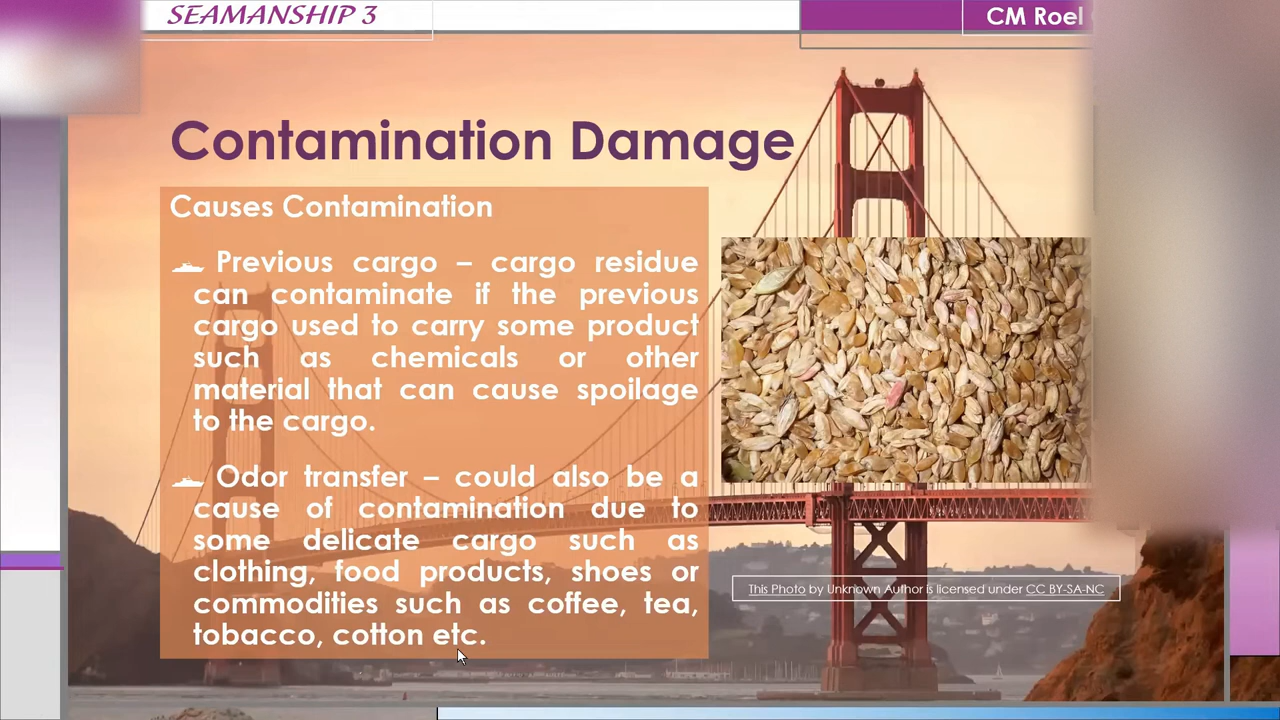 SEAMANSHIP 3
CM Roel
Contamination Damage
Causes Contamination
Previous cargo – cargo residue
can contaminate if the previous
cargo used to carry some product
such as chemicals or other
material that can cause spoilage
to the cargo.
Odor transfer – could also be a
cause of contamination due to
some delicate cargo such as
clothing, food products, shoes or
commodities such as coffee, tea,
tobacco, cotton etc.
This Photo by Unknown Author is licensed under CC BY-SA-NC